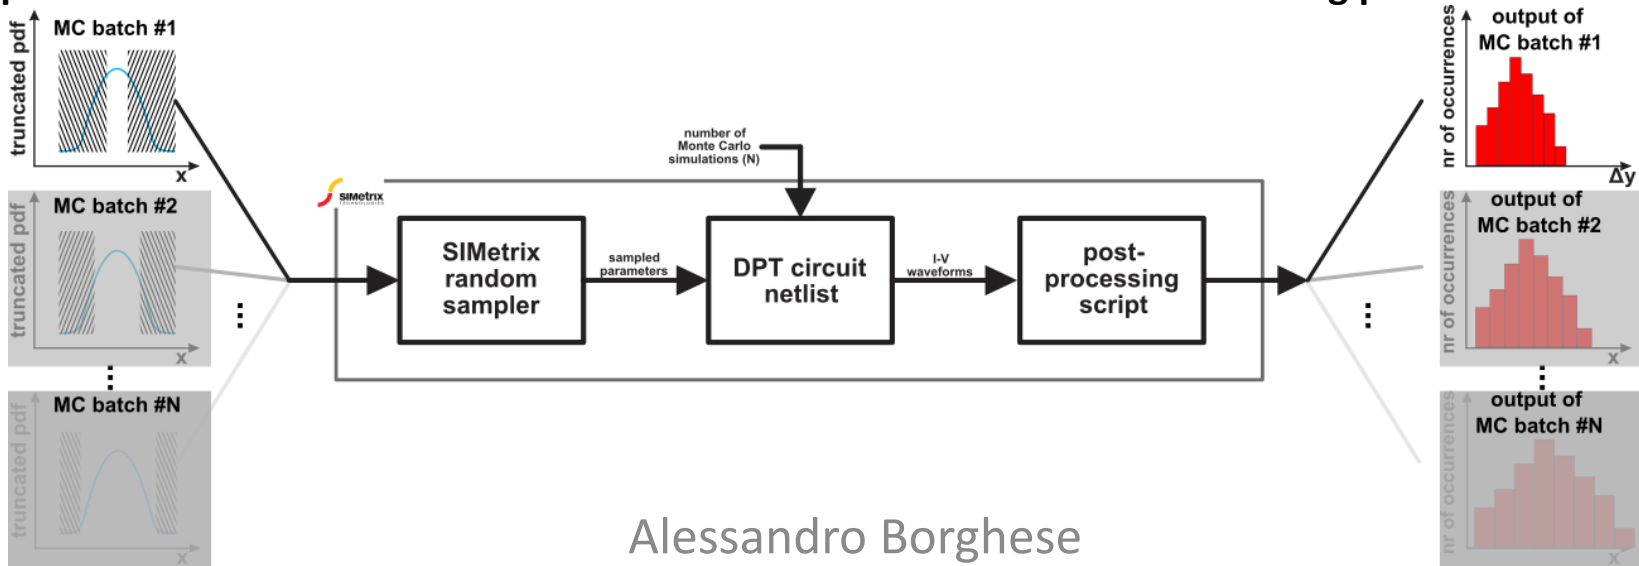 MC batch #1
truncated pdf
x
MC batch #2
truncated pdf
x
MC batch #N
truncated pdf
x
SIMetrix
TECHNOLOGIES
number of
Monte Carlo
simulations (N)
SIMetrix
random
sampler
sampled
parameters
DPT circuit
netlist
I-V
waveforms
post-
processing
script
output of
MC batch #1
nr of occurrences
Δy
output of
MC batch #2
nr of occurrences
x
output of
MC batch #N
nr of occurrences
x
Alessandro Borghese